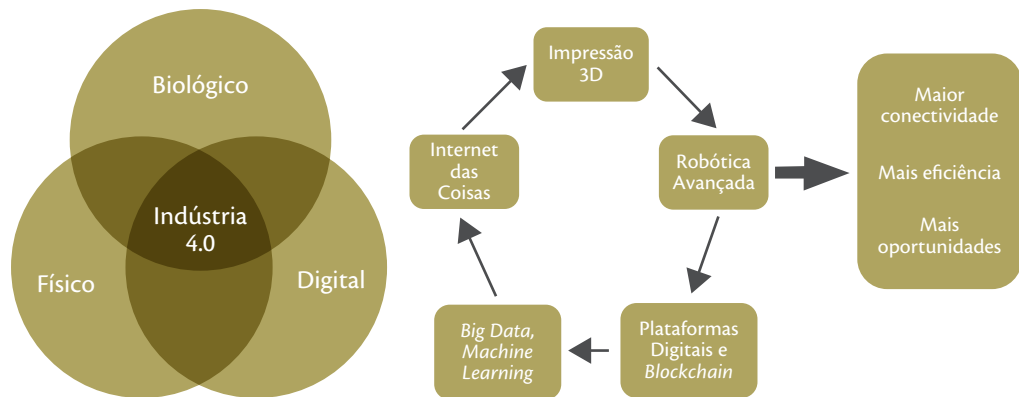 Biológico
Indústria
4.0
Físico
Digital
Impressão
3D
Internet
das
Coisas
Robótica
Avançada
Big Data,
Machine
Learning
Plataformas
Digitais e
Blockchain
Maior
conectividade
Mais eficiência
Mais
oportunidades